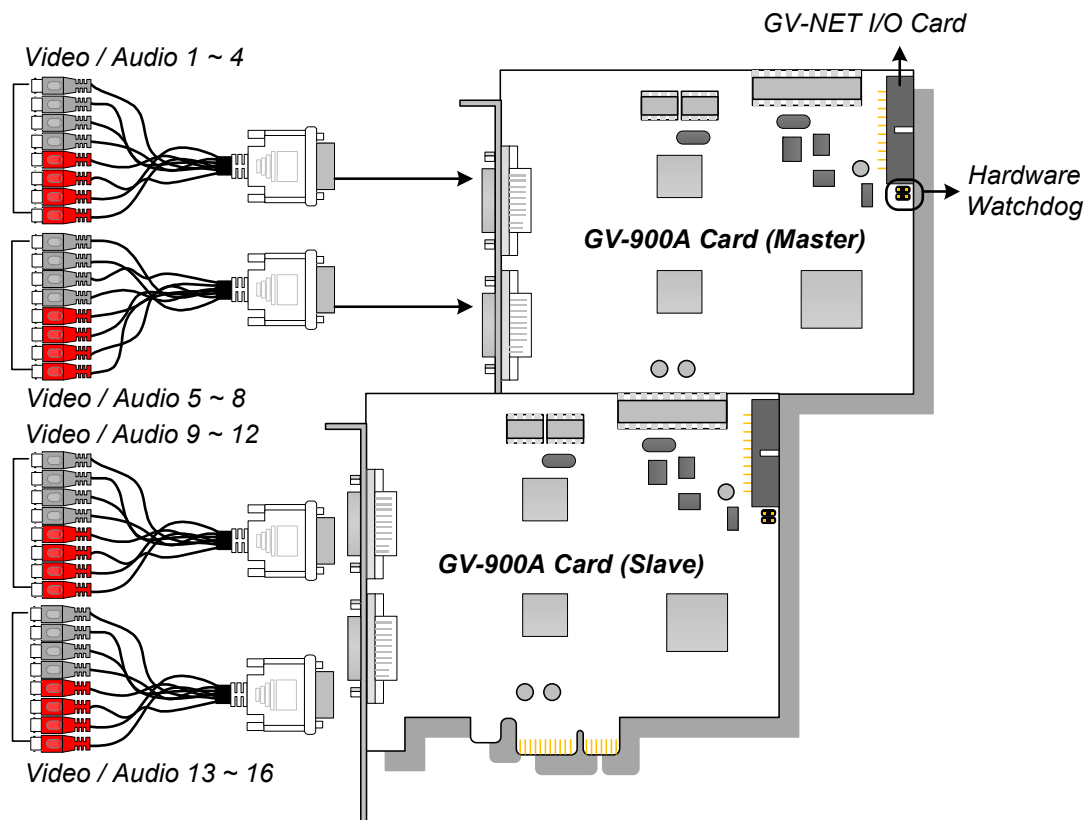 GV-NET I/O Card
Video / Audio 1 ~ 4
Hardware
Watchdog
GV-900A Card (Master)
Video / Audio 5 ~ 8
Video / Audio 9 ~ 12
GV-900A Card (Slave)
Video / Audio 13 ~ 16